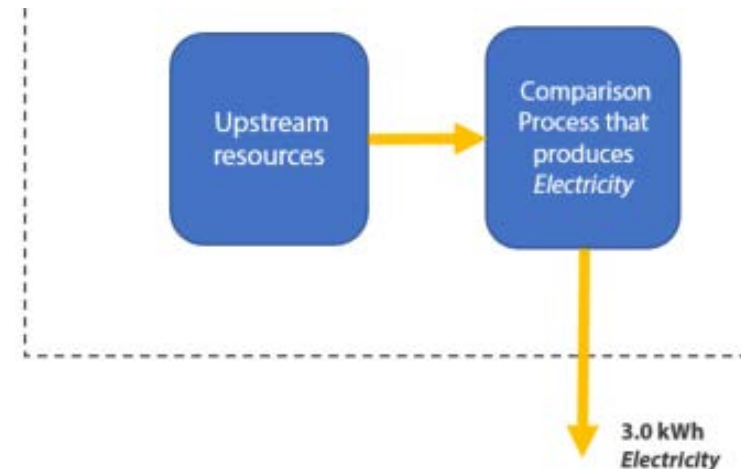 Upstream
resources
Comparison
Process that
produces
Electricity
3.0 kWh
Electricity